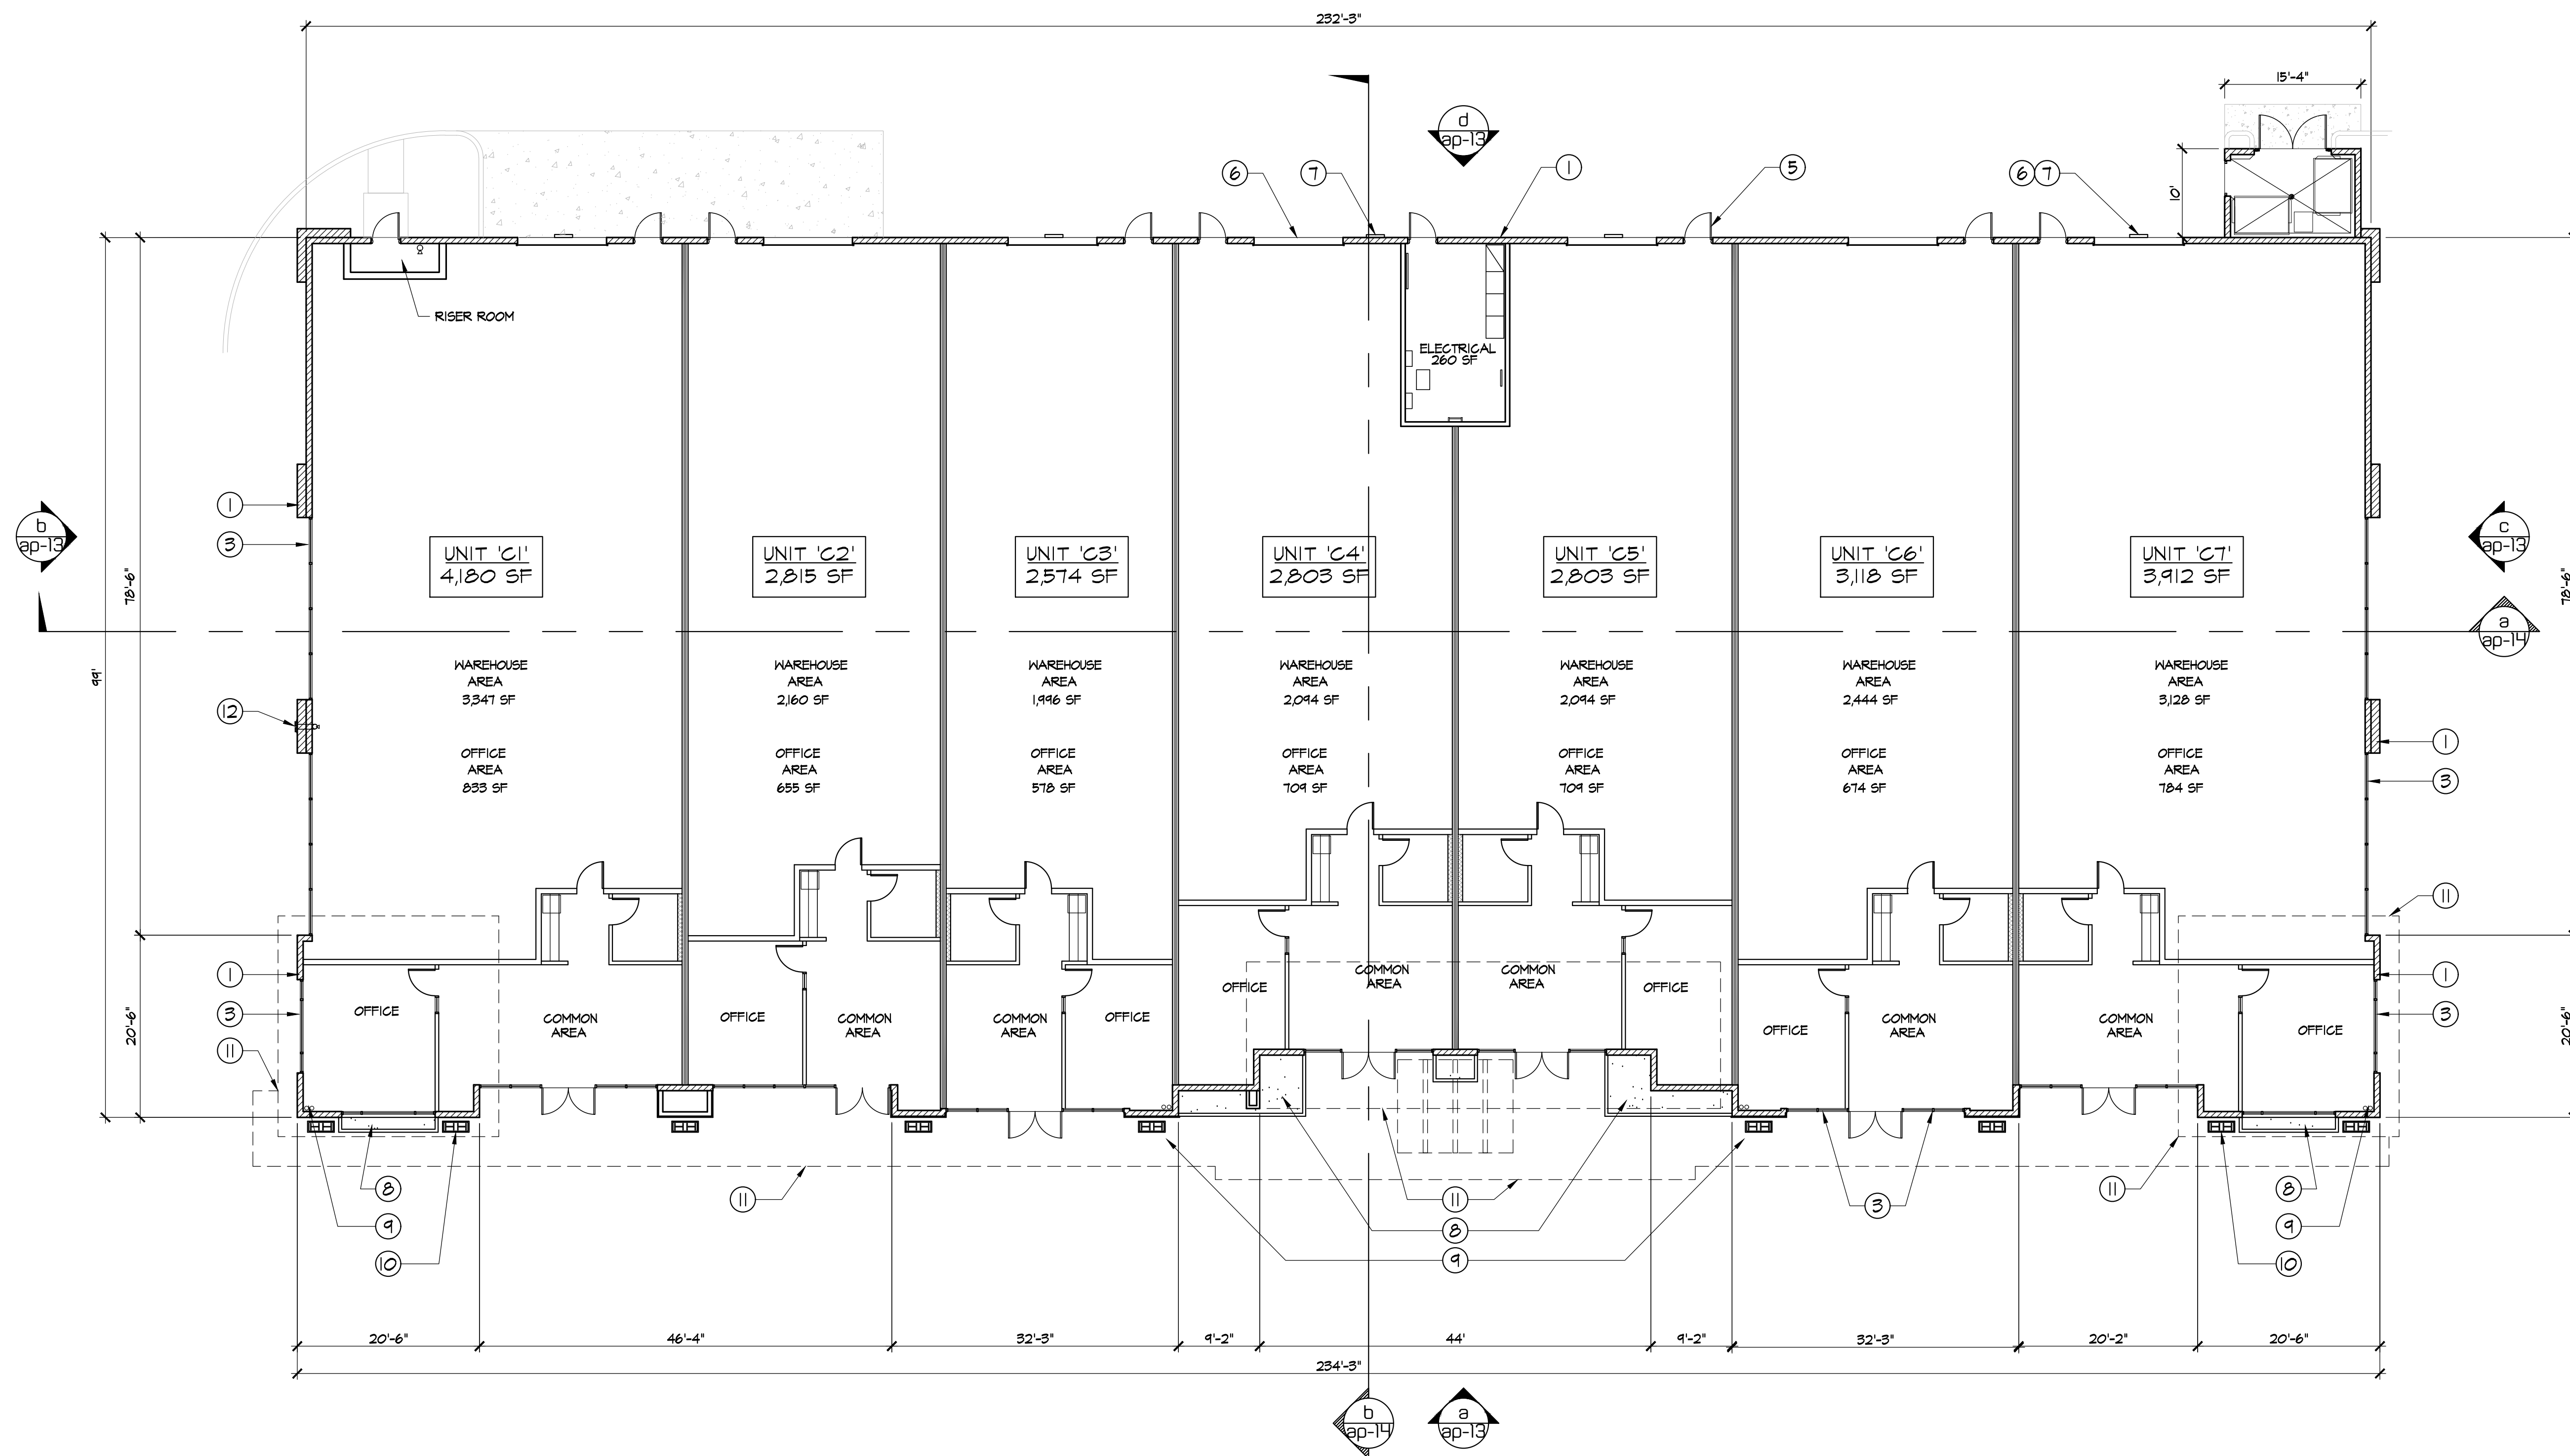 232'-3"
15'-4"
d
ap-13
6
7
1
5
6
7
10'
RISER ROOM
ELECTRICAL
260 SF
1
3
b
ap-13
c
ap-13
UNIT 'C1'
4,180 SF
UNIT 'C2'
2,815 SF
UNIT 'C3'
2,574 SF
UNIT 'C4'
2,803 SF
UNIT 'C5'
2,803 SF
UNIT 'C6'
3,118 SF
UNIT 'C7'
3,912 SF
78'-6"
78'-6"
99'
a
ap-14
WAREHOUSE
AREA
3,347 SF
WAREHOUSE
AREA
2,160 SF
WAREHOUSE
AREA
1,996 SF
WAREHOUSE
AREA
2,094 SF
WAREHOUSE
AREA
2,094 SF
WAREHOUSE
AREA
2,444 SF
WAREHOUSE
AREA
3,128 SF
12
1
3
OFFICE
AREA
833 SF
OFFICE
AREA
655 SF
OFFICE
AREA
578 SF
OFFICE
AREA
709 SF
OFFICE
AREA
709 SF
OFFICE
AREA
674 SF
OFFICE
AREA
784 SF
11
1
3
11
20'-6"
OFFICE
COMMON
AREA
OFFICE
COMMON
AREA
COMMON
AREA
OFFICE
OFFICE
COMMON
AREA
COMMON
AREA
OFFICE
OFFICE
COMMON
AREA
COMMON
AREA
OFFICE
1
3
20'-6"
8
9
10
11
11
8
9
3
11
8
9
10
20'-6"
46'-4"
32'-3"
9'-2"
44'
9'-2"
32'-3"
20'-2"
20'-6"
234'-3"
b
ap-14
a
ap-13